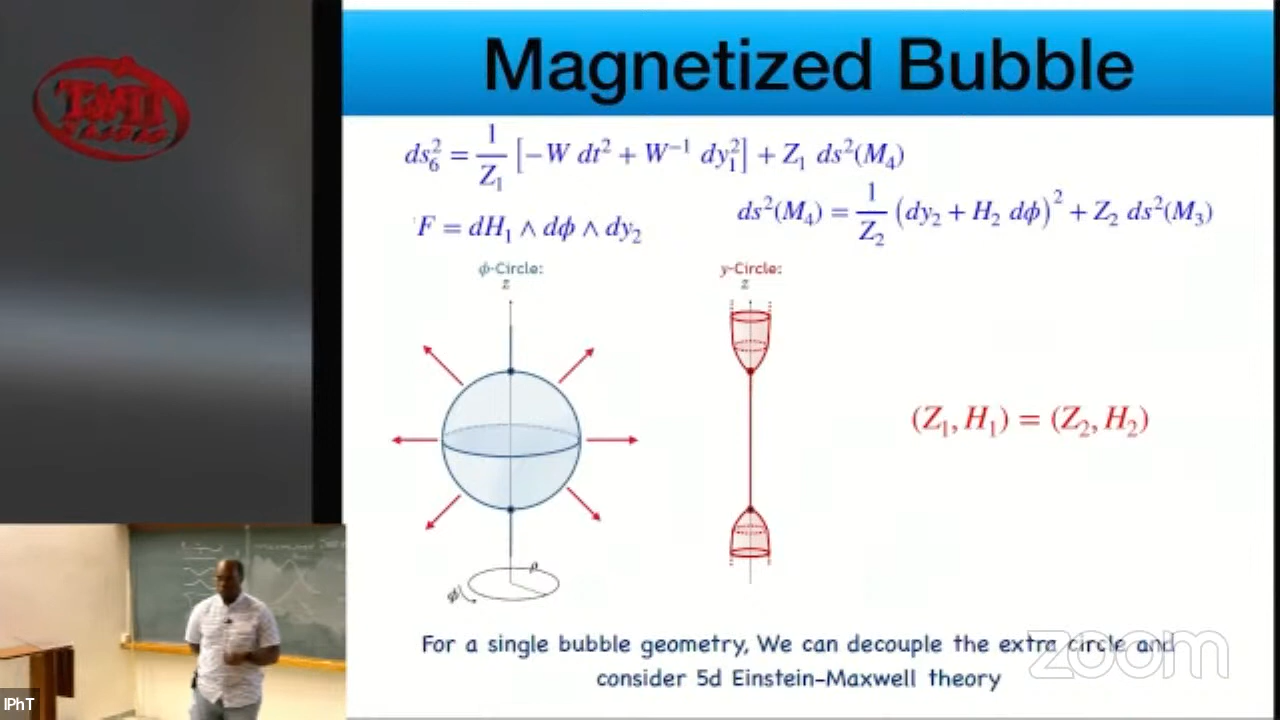 Magnetized Bubble
ds₆² = 1/Z₁ [−W dt² + W⁻¹ dy₁²] + Z₁ ds²(M₄)
F = dH₁ ∧ dϕ ∧ dy₂
ds²(M₄) = 1/Z₂ (dy₂ + H₂ dϕ)² + Z₂ ds²(M₃)
ϕ-Circle:
z
y-Circle:
z
(Z₁, H₁) = (Z₂, H₂)
ρ
ϕ
For a single bubble geometry, We can decouple the extra circle and
consider 5d Einstein-Maxwell theory
zoom
IPhT